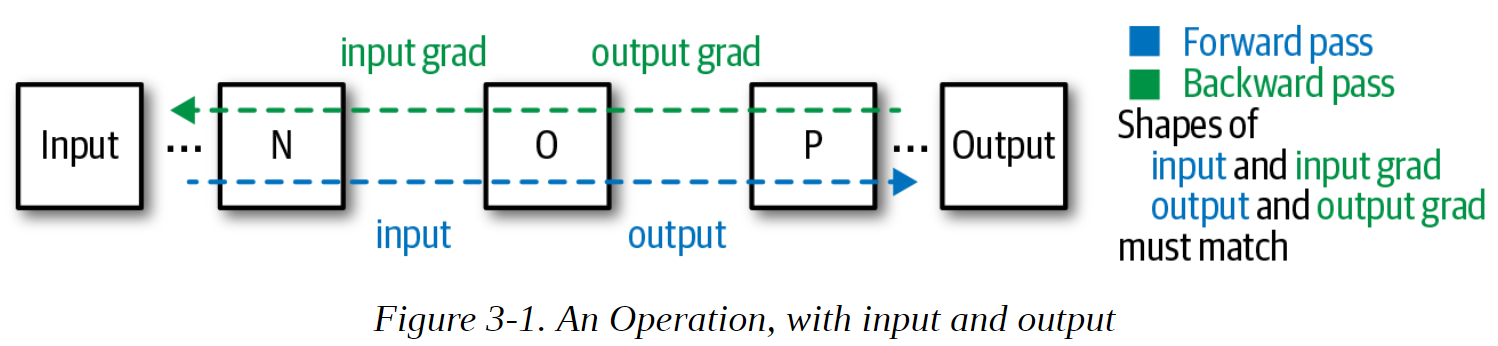 input grad
output grad
Input
...
N
O
P
...
Output
input
output
Forward pass
Backward pass
Shapes of
input and input grad
output and output grad
must match
Figure 3-1. An Operation, with input and output